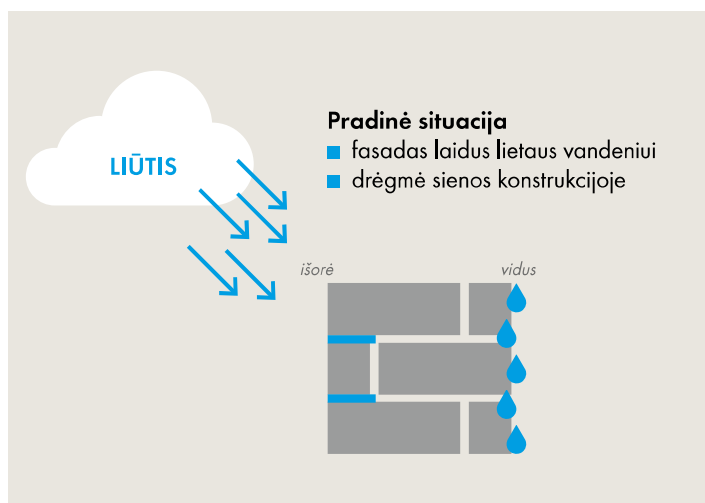 LIŪTIS
Pradinė situacija
fasadas laidus lietaus vandeniui
drėgmė sienos konstrukcijoje
išorė
vidus